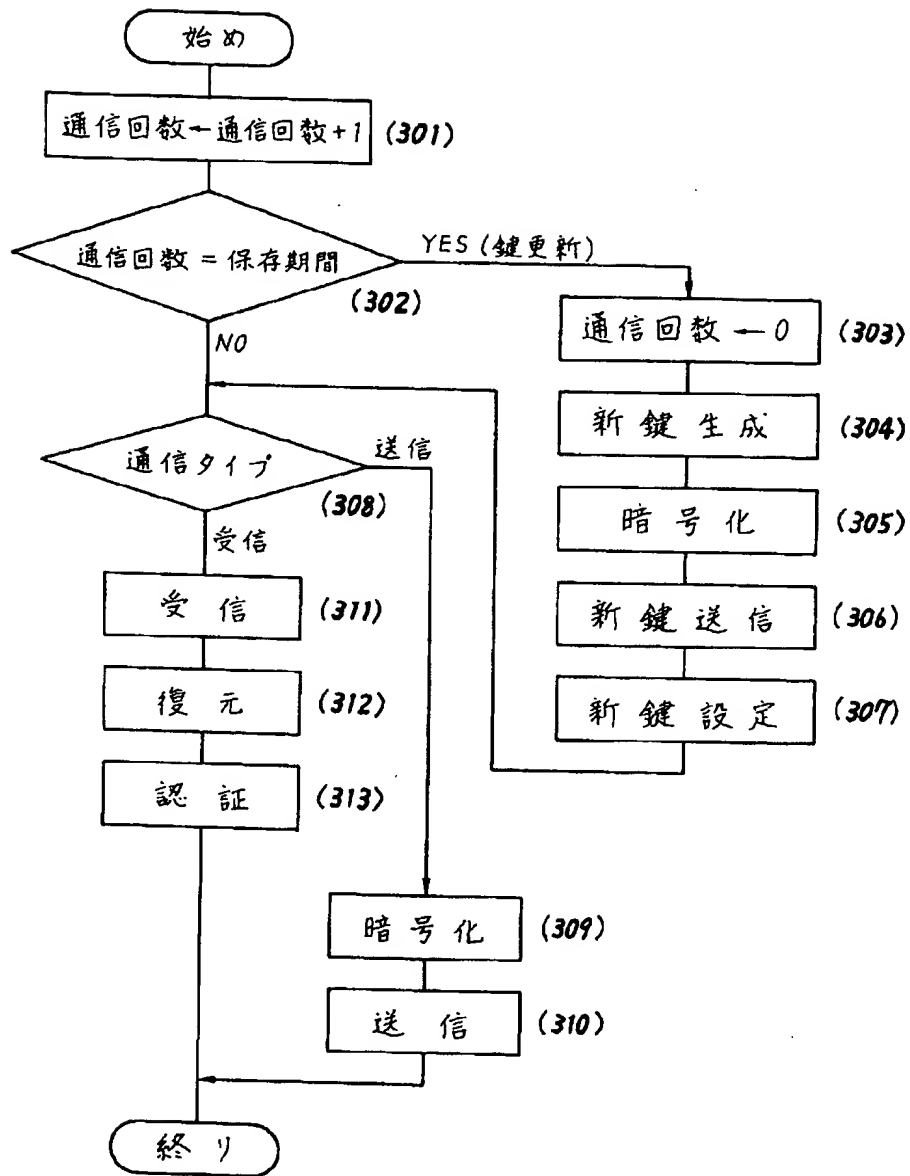 始め
通信回数←通信回数+1 (301)
通信回数 = 保存期間
(302)
YES (鍵更新)
NO
通信回数 ← 0 (303)
新鍵生成 (304)
暗号化 (305)
新鍵送信 (306)
新鍵設定 (307)
通信タイプ
(308)
送信
受信
受信 (311)
復元 (312)
認証 (313)
暗号化 (309)
送信 (310)
終り